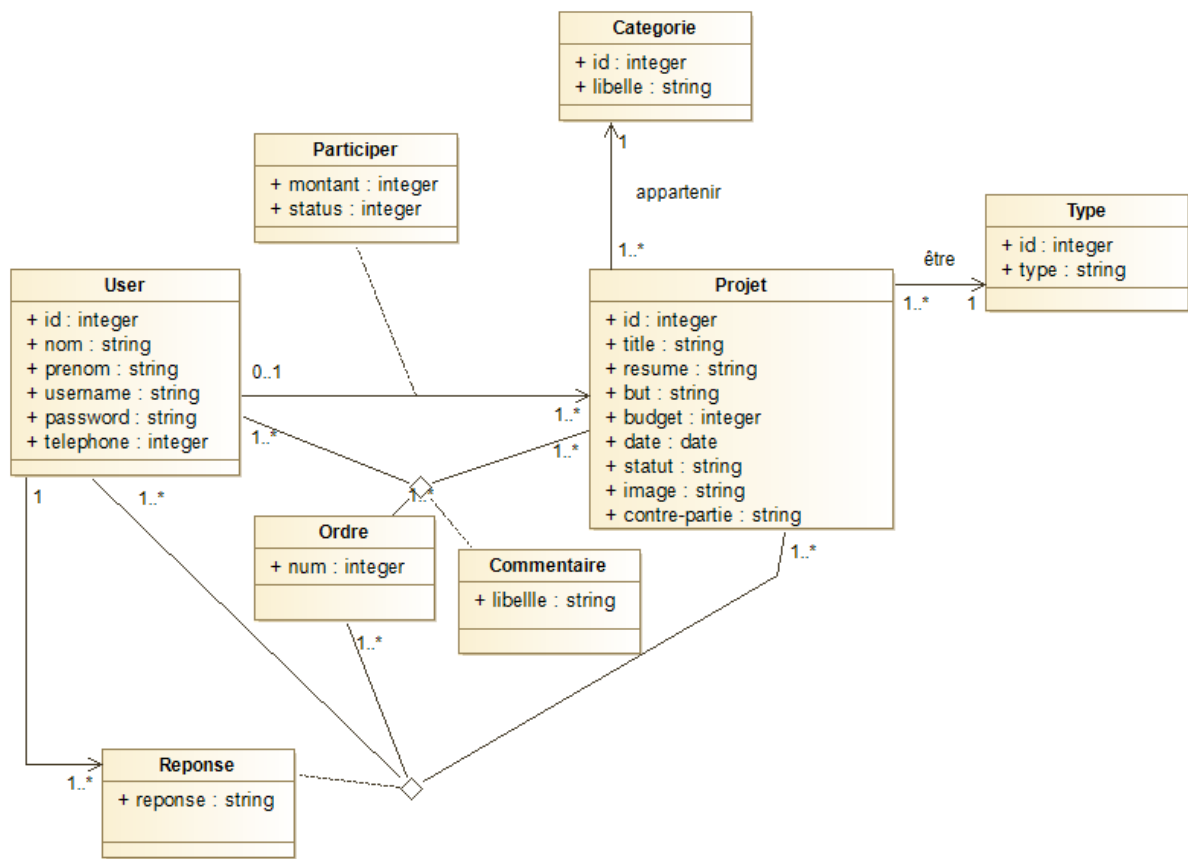 Categorie
+ id : integer
+ libelle : string
1
appartenir
1..*
Participer
+ montant : integer
+ status : integer
Type
+ id : integer
+ type : string
être
1..*
1
User
+ id : integer
+ nom : string
+ prenom : string
+ username : string
+ password : string
+ telephone : integer
0..1
1..*
1..*
1..*
1..*
Projet
+ id : integer
+ title : string
+ resume : string
+ but : string
+ budget : integer
+ date : date
+ statut : string
+ image : string
+ contre-partie : string
1
1..*
1..*
Ordre
+ num : integer
1..*
Commentaire
+ libellle : string
1..*
Reponse
+ reponse : string